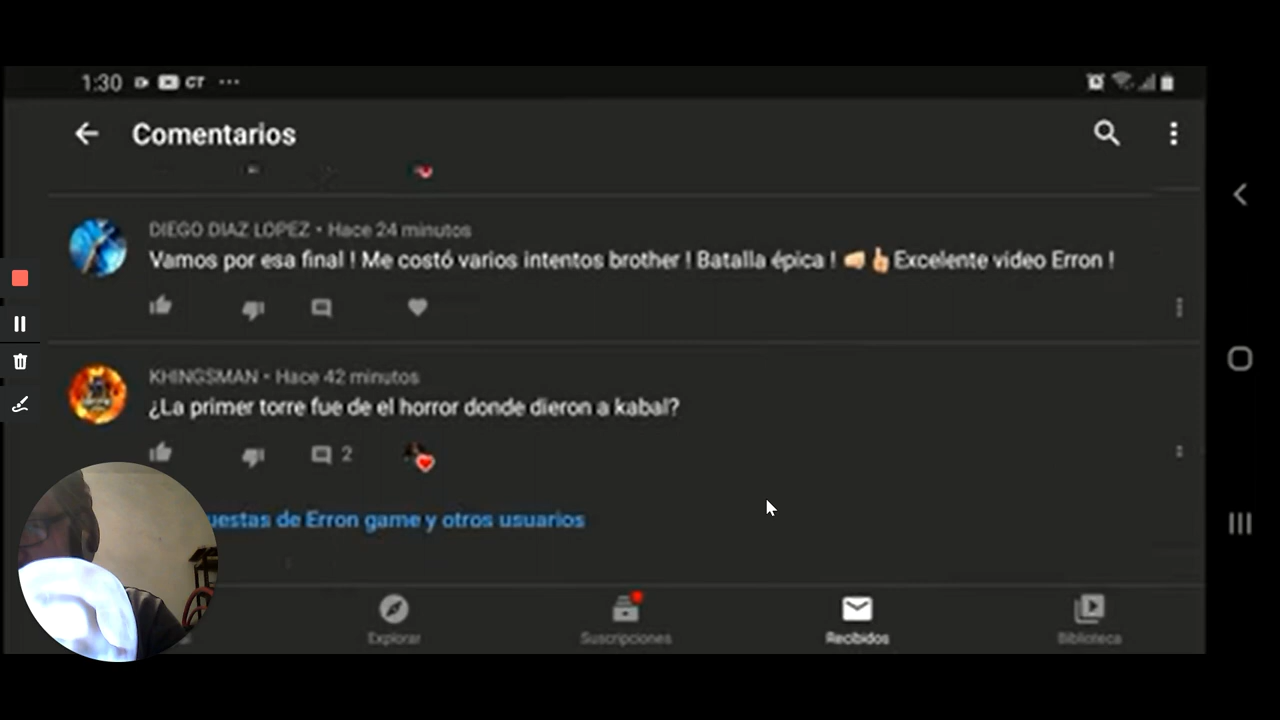 1:30 GT ...
Comentarios
DIEGO DIAZ LOPEZ • Hace 24 minutos
Vamos por esa final ! Me costó varios intentos brother ! Batalla épica ! 👊🏻👆🏻Excelente video Erron !
KHINGSMAN • Hace 42 minutos
¿La primer torre fue de el horror donde dieron a kabal?
2
uestas de Erron game y otros usuarios
Explorar
Suscripciones
Recibidos
Biblioteca